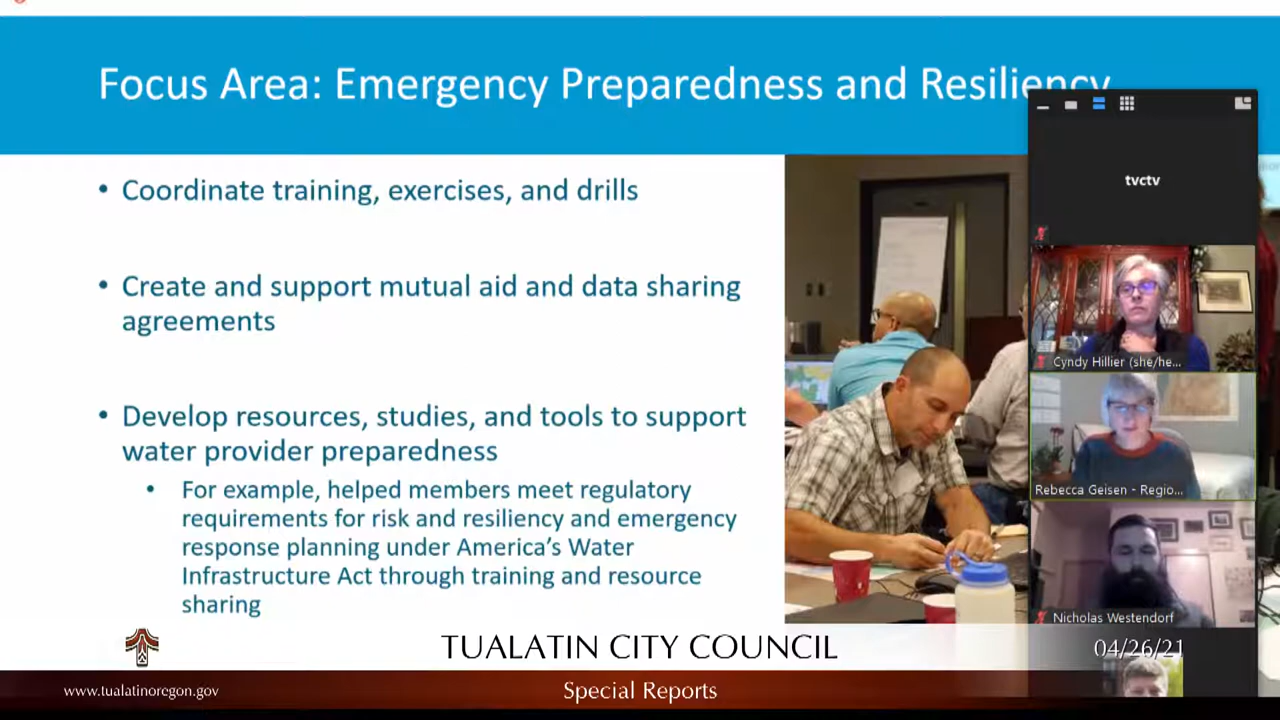 Focus Area: Emergency Preparedness and Resiliency
• Coordinate training, exercises, and drills
• Create and support mutual aid and data sharing
agreements
• Develop resources, studies, and tools to support
water provider preparedness
• For example, helped members meet regulatory
requirements for risk and resiliency and emergency
response planning under America's Water
Infrastructure Act through training and resource
sharing
tvctv
Cyndy Hillier (she/he...
Rebecca Geisen - Regio...
Nicholas Westendorf
TUALATIN CITY COUNCIL
04/26/21
www.tualatinoregon.gov
Special Reports